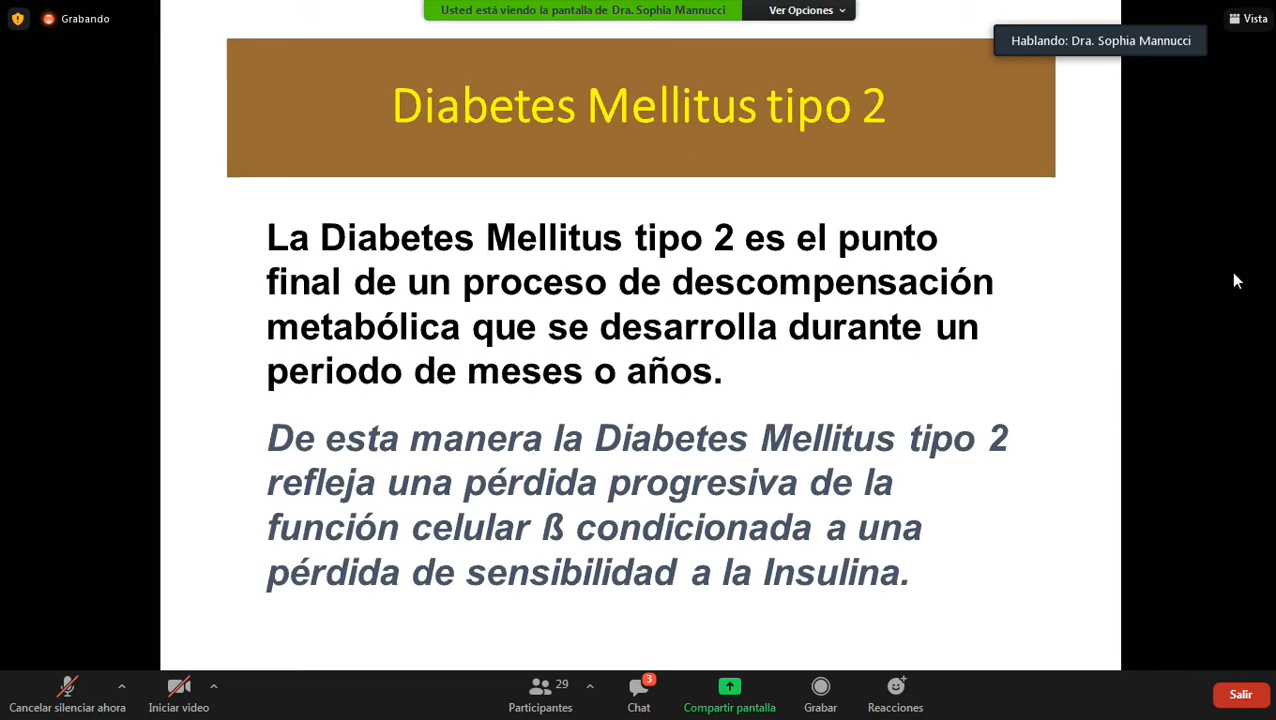 Grabando
Usted está viendo la pantalla de Dra. Sophia Mannucci
Ver Opciones
Vista
Hablando: Dra. Sophia Mannucci
Diabetes Mellitus tipo 2
La Diabetes Mellitus tipo 2 es el punto
final de un proceso de descompensación
metabólica que se desarrolla durante un
periodo de meses o años.
De esta manera la Diabetes Mellitus tipo 2
refleja una pérdida progresiva de la
función celular ß condicionada a una
pérdida de sensibilidad a la Insulina.
Cancelar silenciar ahora
Iniciar video
29
Participantes
3
Chat
Compartir pantalla
Grabar
Reacciones
Salir